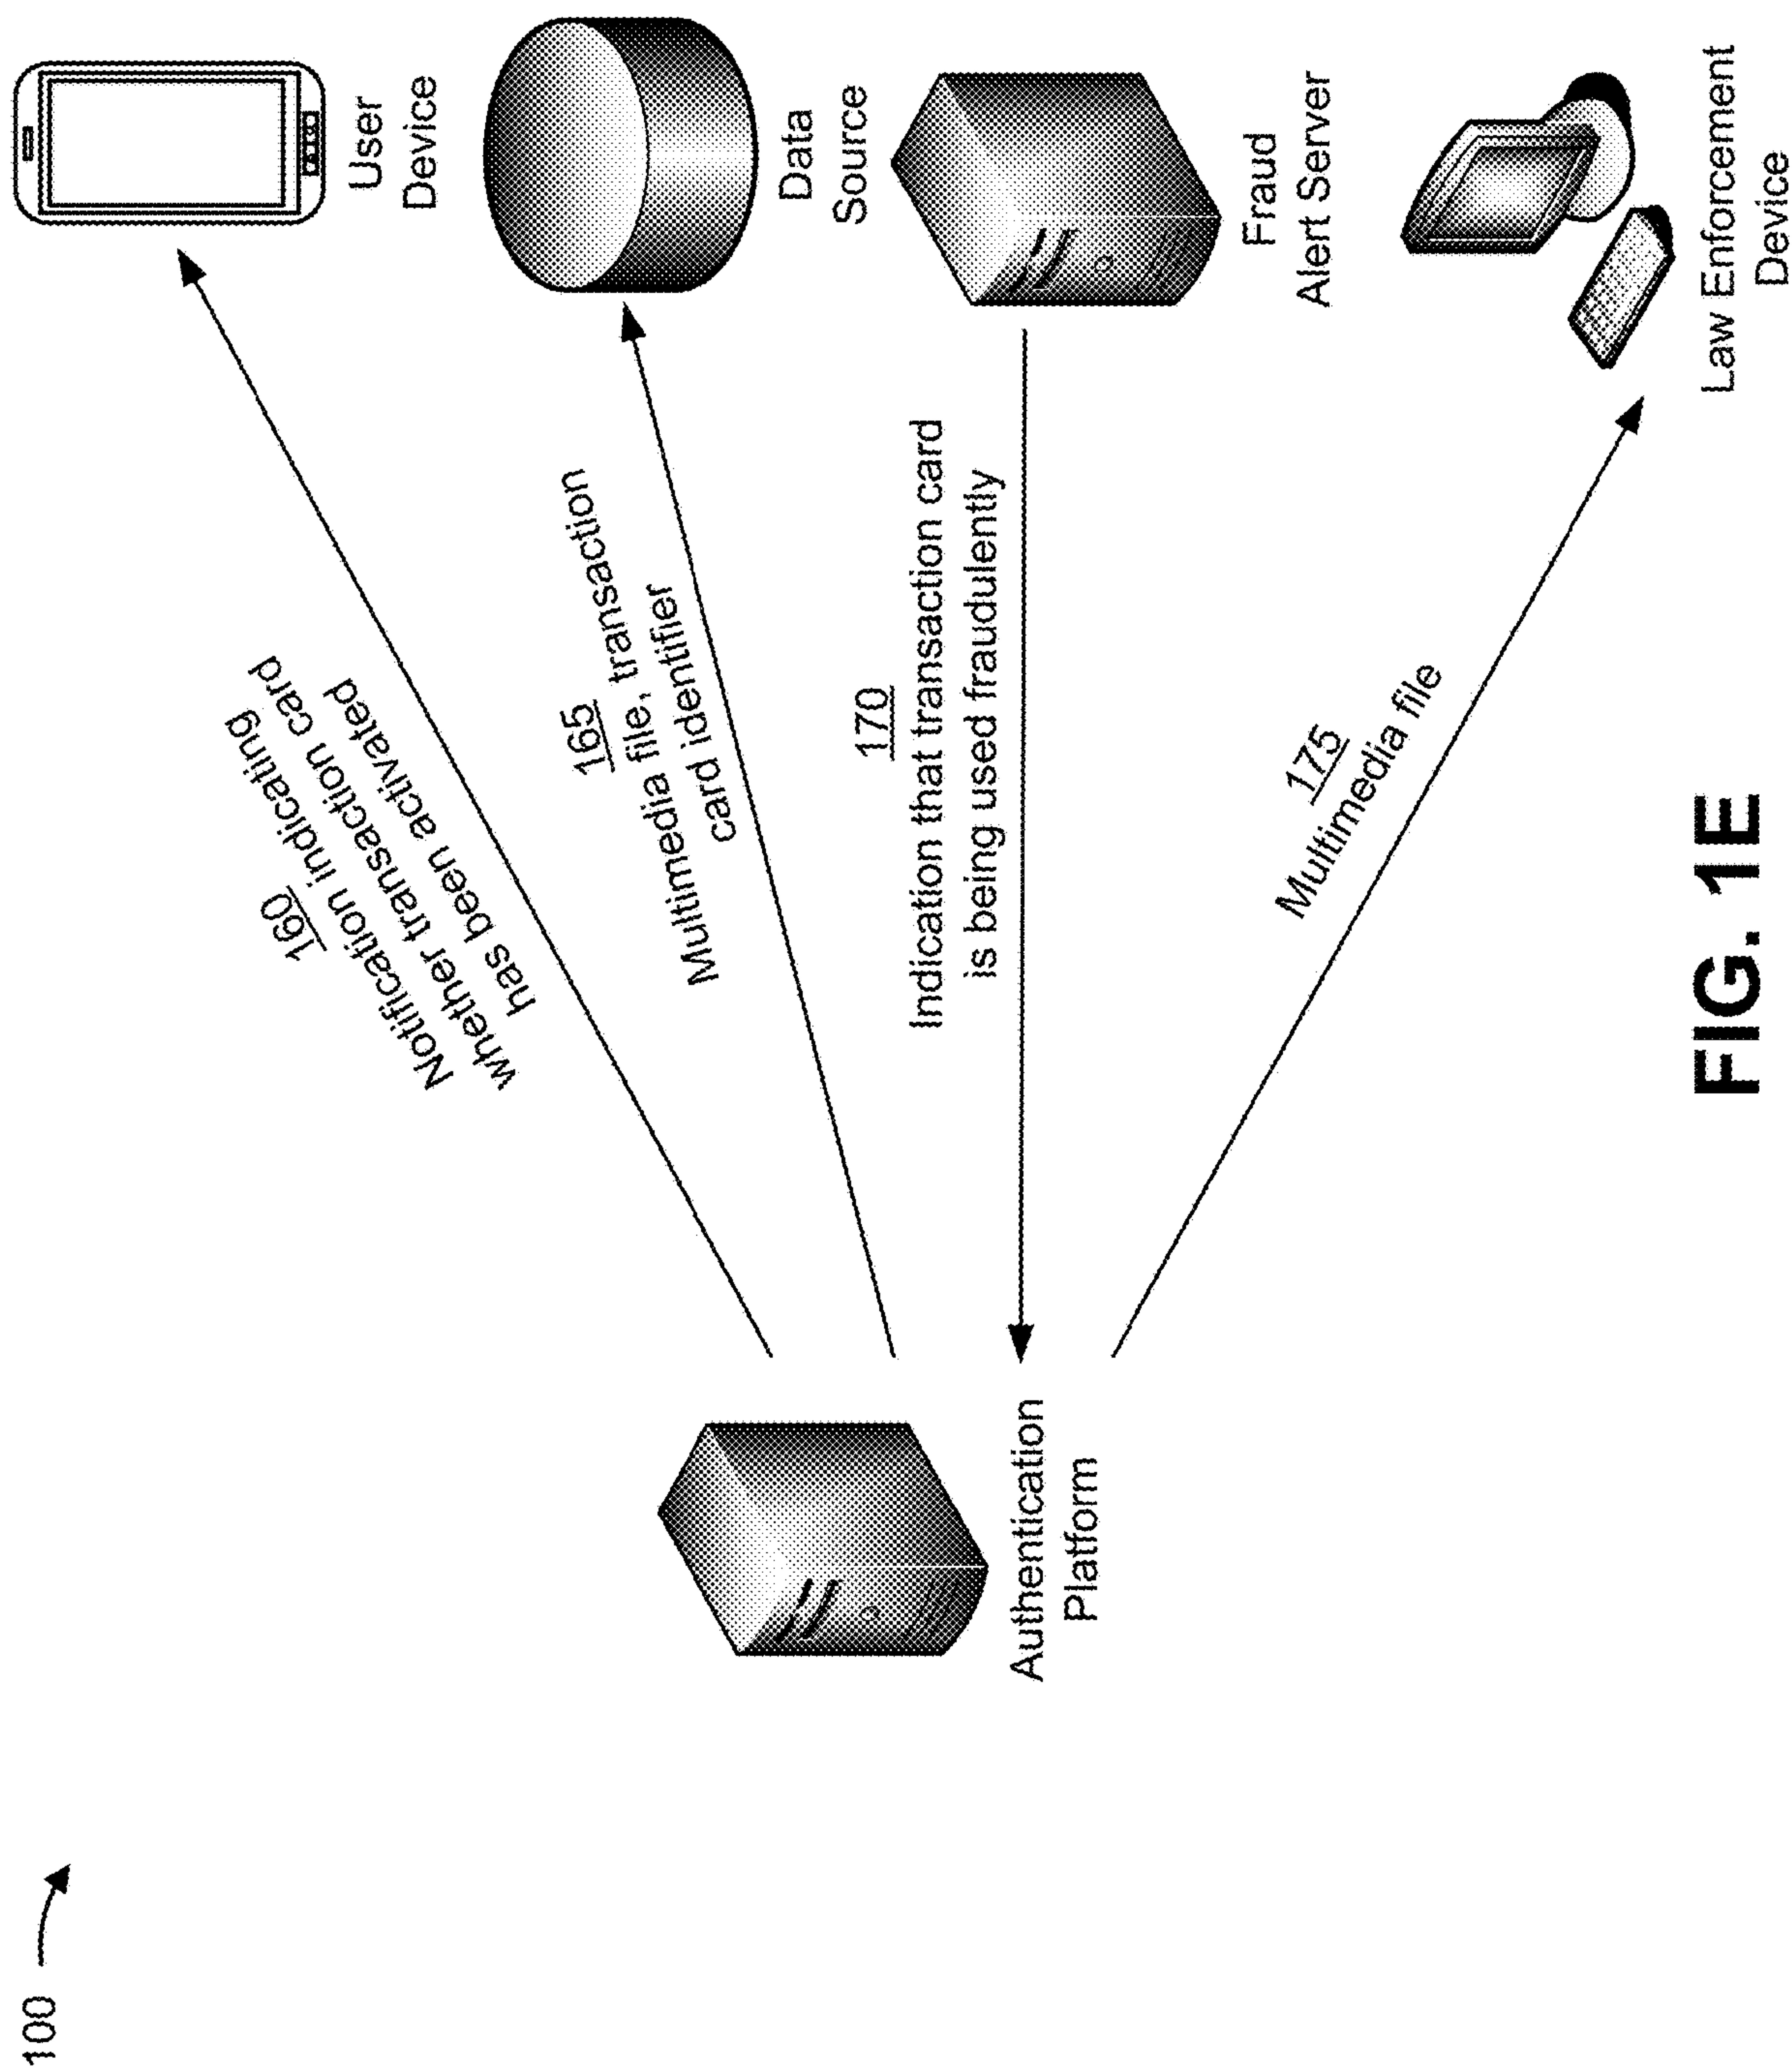 100
160
Notification indicating
whether transaction card
has been activated
User
Device
165
Multimedia file, transaction
card identifier
Data
Source
170
Indication that transaction card
is being used fraudulently
Fraud
Alert Server
Authentication
Platform
175
Multimedia file
Law Enforcement
Device
FIG. 1E